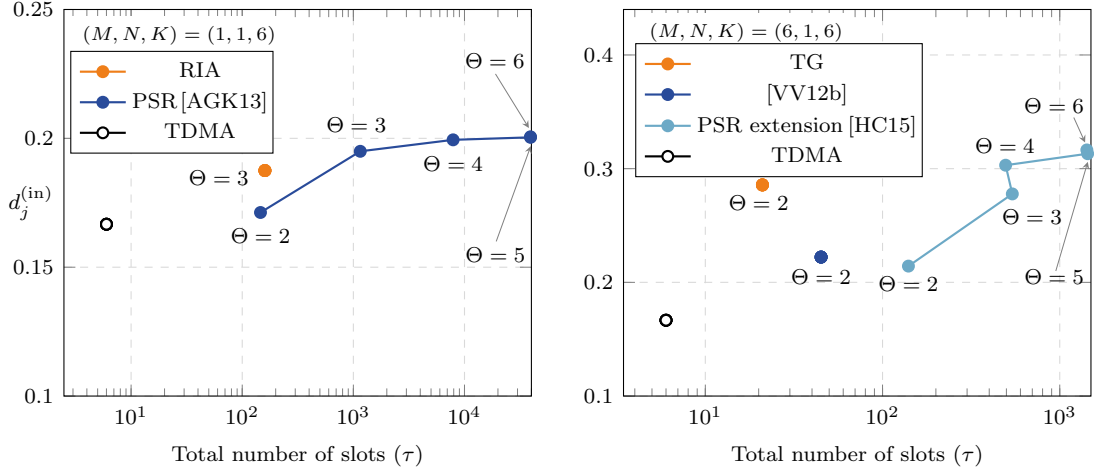 (M, N, K) = (1, 1, 6)
RIA
PSR [AGK13]
TDMA
Θ = 6
Θ = 3
Θ = 4
Θ = 3
Θ = 2
Θ = 5
0.25
0.2
0.15
0.1
d_j^(in)
10^1
10^2
10^3
10^4
Total number of slots (τ)
(M, N, K) = (6, 1, 6)
TG
[VV12b]
PSR extension [HC15]
TDMA
Θ = 6
Θ = 4
Θ = 2
Θ = 3
Θ = 2
Θ = 2
Θ = 5
0.4
0.3
0.2
0.1
10^1
10^2
10^3
Total number of slots (τ)